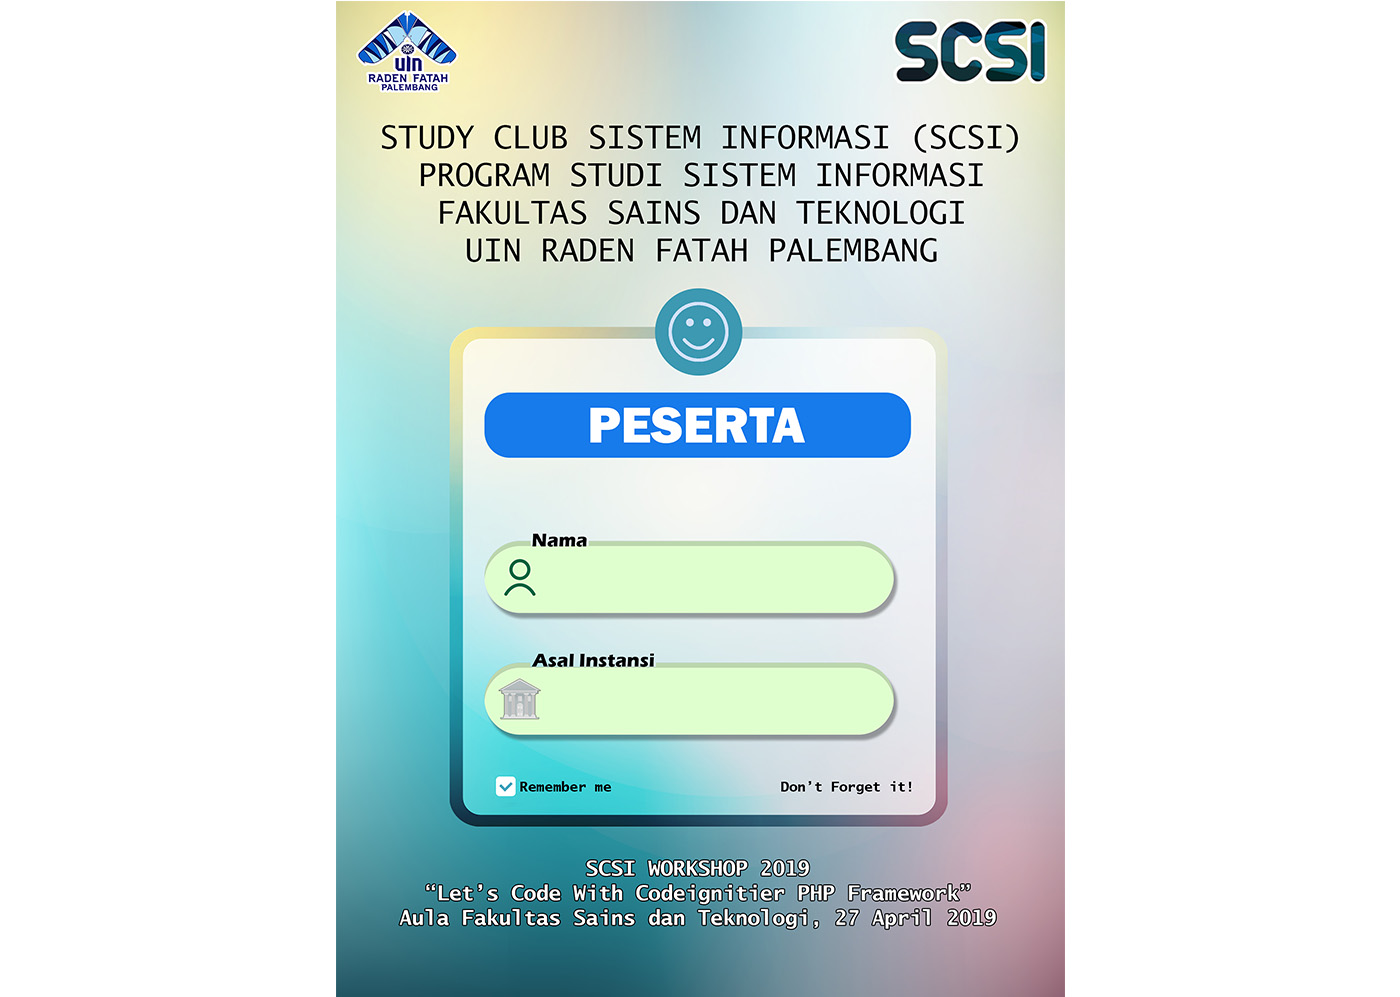 uin
RADEN FATAH
PALEMBANG
SCSI
STUDY CLUB SISTEM INFORMASI (SCSI)
PROGRAM STUDI SISTEM INFORMASI
FAKULTAS SAINS DAN TEKNOLOGI
UIN RADEN FATAH PALEMBANG
PESERTA
Nama
Asal Instansi
Remember me
Don't Forget it!
SCSI WORKSHOP 2019
“Let's Code With Codeignitier PHP Framework”
Aula Fakultas Sains dan Teknologi, 27 April 2019